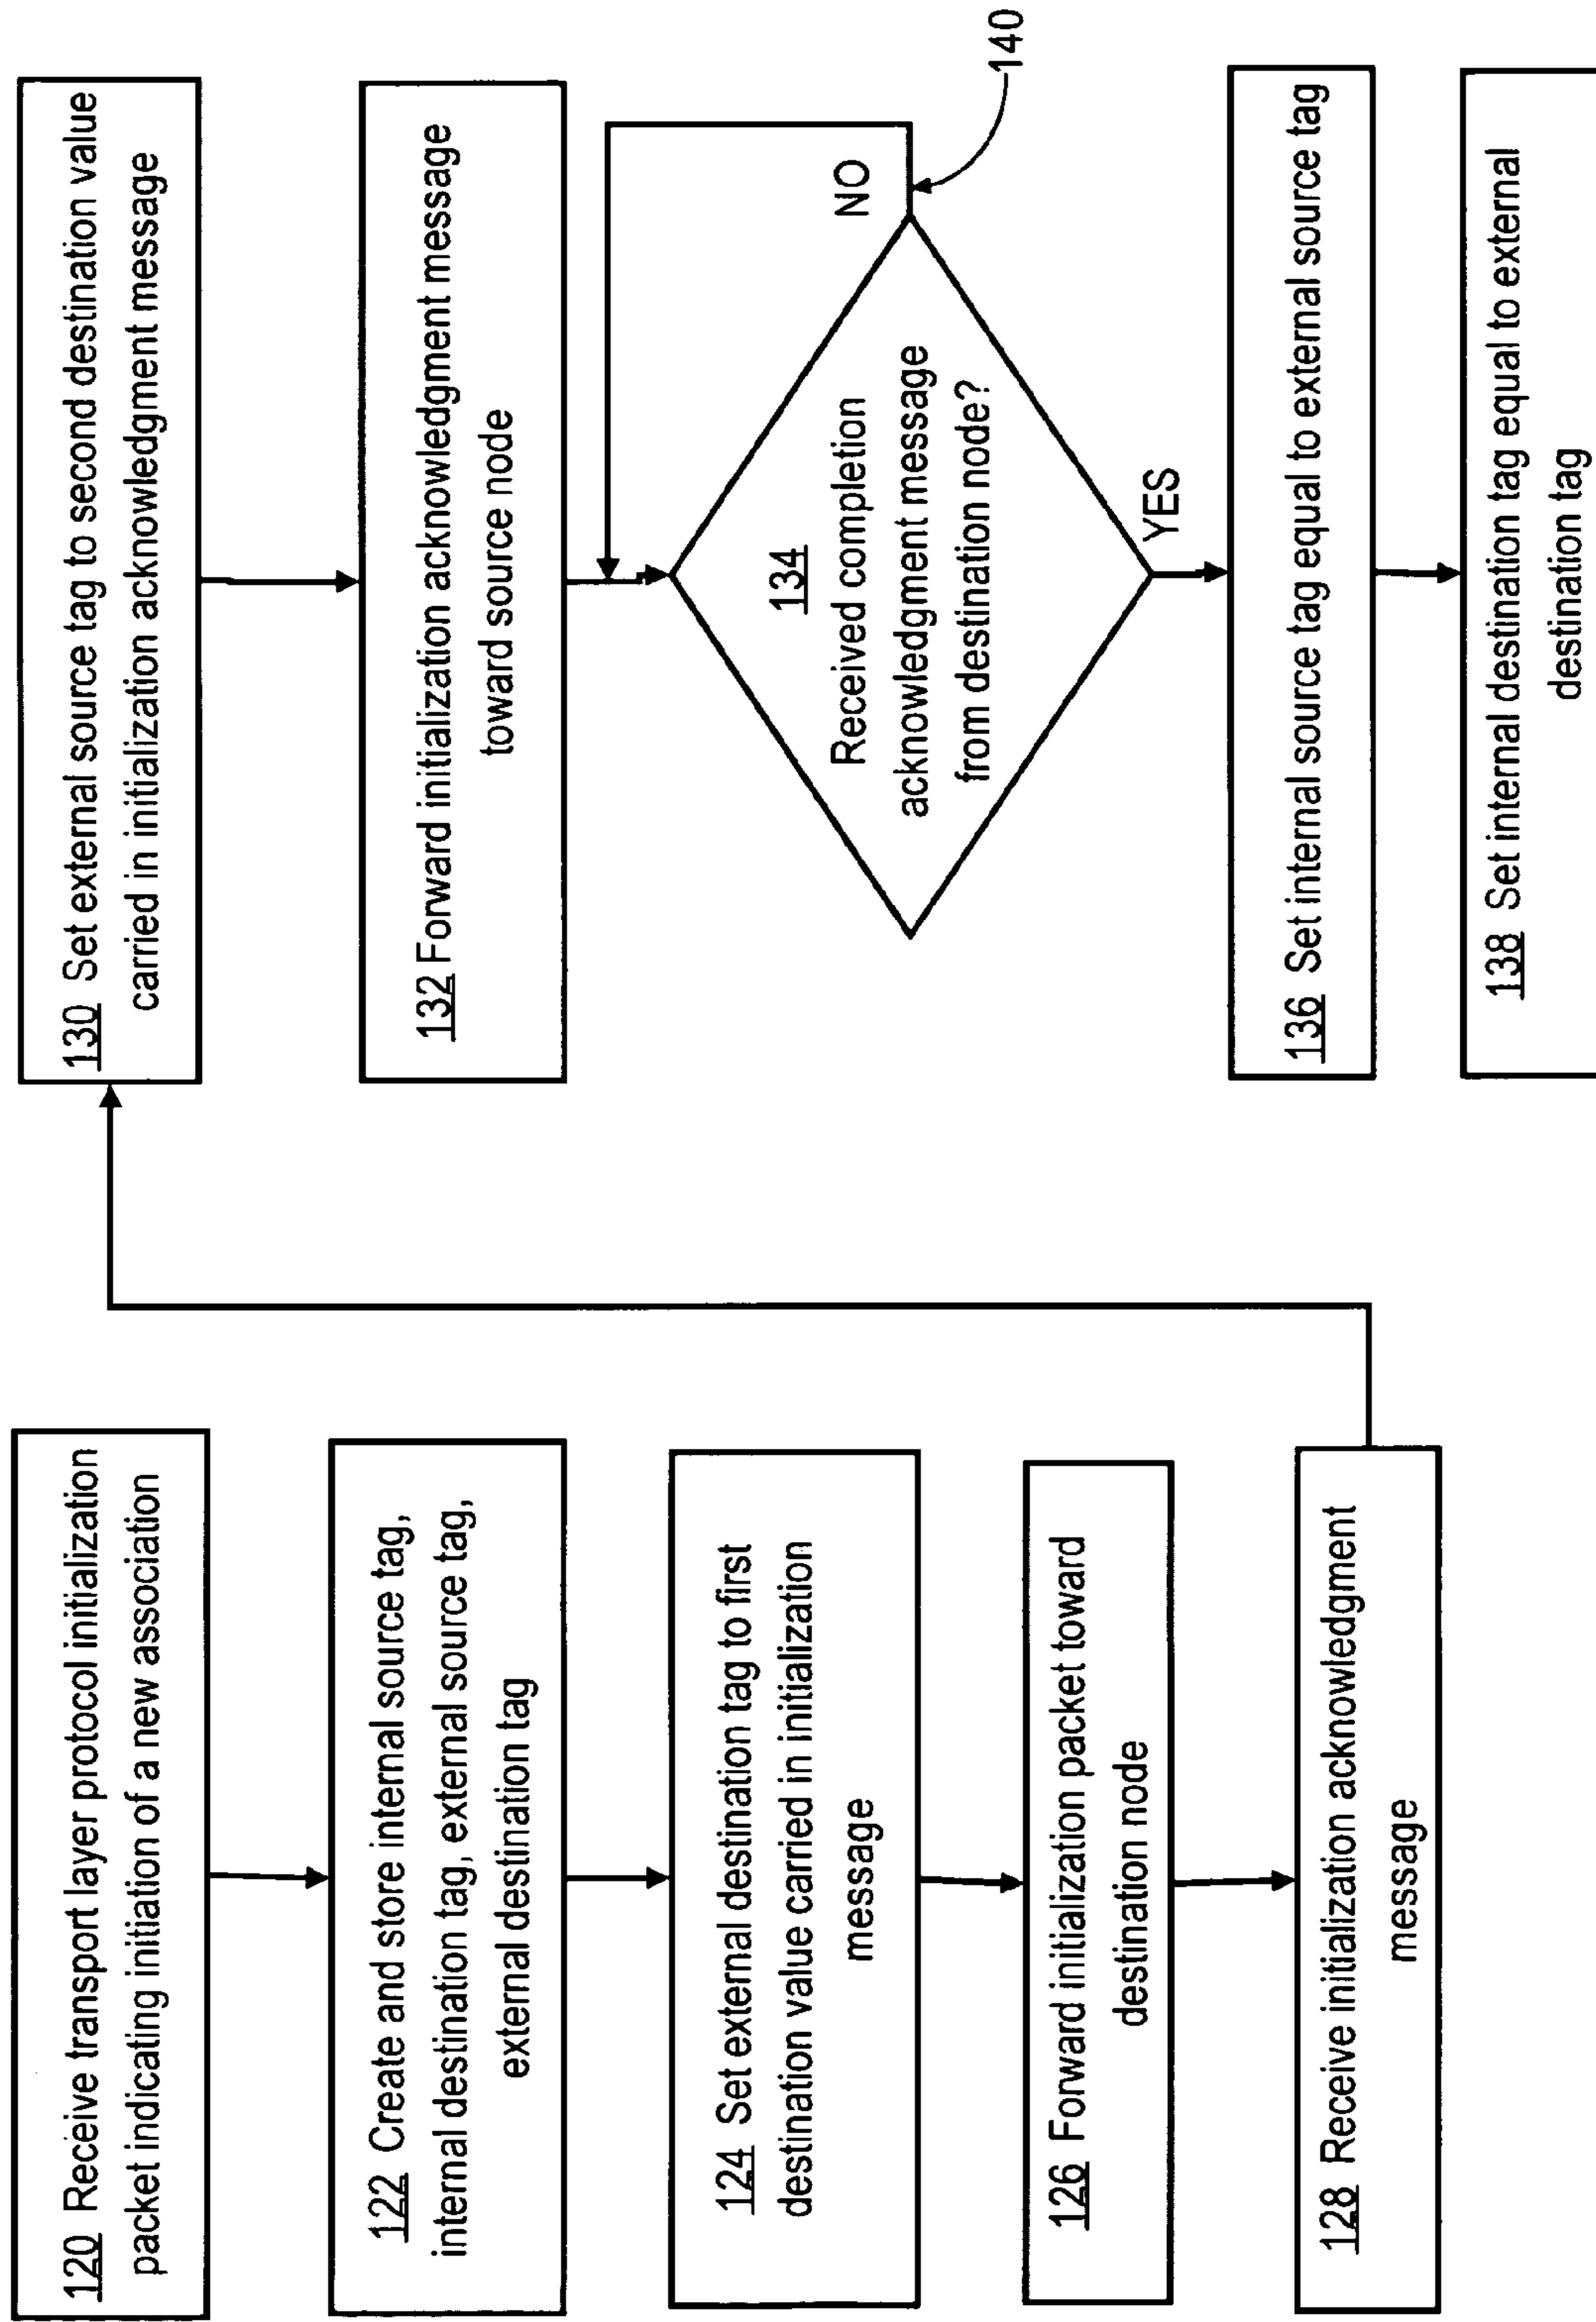 120 Receive transport layer protocol initialization
packet indicating initiation of a new association
122 Create and store internal source tag,
internal destination tag, external source tag,
external destination tag
124 Set external destination tag to first
destination value carried in initialization
message
126 Forward initialization packet toward
destination node
128 Receive initialization acknowledgment
message
130 Set external source tag to second destination value
carried in initialization acknowledgment message
132 Forward initialization acknowledgment message
toward source node
134
Received completion
acknowledgment message
from destination node?
NO
140
YES
136 Set internal source tag equal to external source tag
138 Set internal destination tag equal to external
destination tag